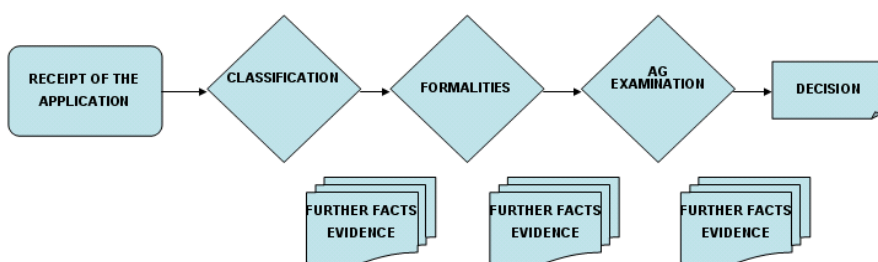 RECEIPT OF THE
APPLICATION
CLASSIFICATION
FORMALITIES
AG
EXAMINATION
DECISION
FURTHER FACTS
EVIDENCE
FURTHER FACTS
EVIDENCE
FURTHER FACTS
EVIDENCE